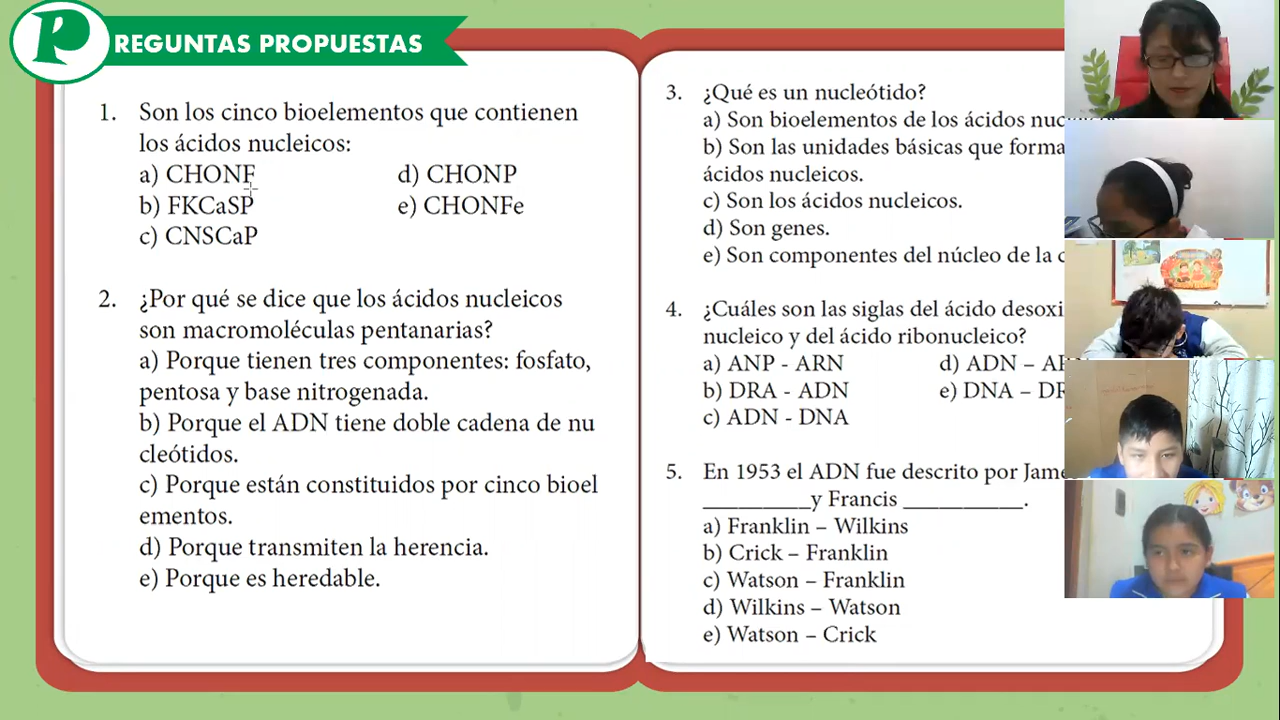 PREGUNTAS PROPUESTAS
1. Son los cinco bioelementos que contienen
los ácidos nucleicos:
a) CHONF
d) CHONP
b) FKCaSP
e) CHONFe
c) CNSCaP
2. ¿Por qué se dice que los ácidos nucleicos
son macromoléculas pentanarias?
a) Porque tienen tres componentes: fosfato,
pentosa y base nitrogenada.
b) Porque el ADN tiene doble cadena de nu
cleótidos.
c) Porque están constituidos por cinco bioel
ementos.
d) Porque transmiten la herencia.
e) Porque es heredable.
3. ¿Qué es un nucleótido?
a) Son bioelementos de los ácidos
b) Son las unidades básicas que
ácidos nucleicos.
c) Son los ácidos nucleicos.
d) Son genes.
e) Son componentes del núcleo de la
4. ¿Cuáles son las siglas del ácido
nucleico y del ácido ribonucleico?
a) ANP - ARN
d) ADN –
b) DRA - ADN
e) DNA –
c) ADN - DNA
5. En 1953 el ADN fue descrito por
__________y Francis __________.
a) Franklin – Wilkins
b) Crick – Franklin
c) Watson – Franklin
d) Wilkins – Watson
e) Watson – Crick